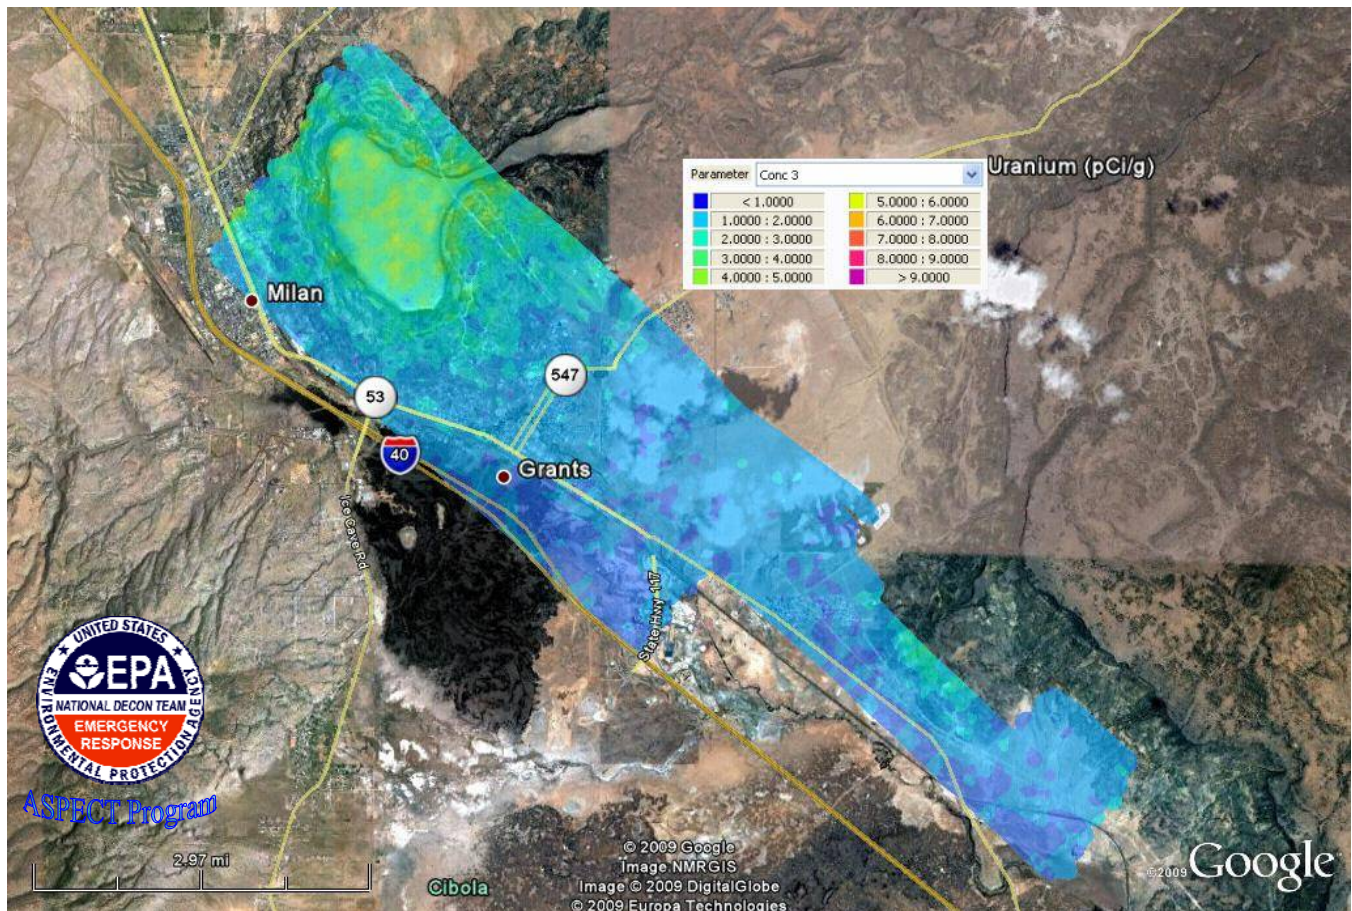 Parameter Conc 3
Uranium (pCi/g)
< 1.0000
5.0000 : 6.0000
1.0000 : 2.0000
6.0000 : 7.0000
2.0000 : 3.0000
7.0000 : 8.0000
3.0000 : 4.0000
8.0000 : 9.0000
4.0000 : 5.0000
> 9.0000
Milan
547
53
40
Grants
Ice Cave Rd
State Hwy 117
UNITED STATES
ENVIRONMENTAL PROTECTION AGENCY
EPA
NATIONAL DECON TEAM
EMERGENCY
RESPONSE
ASPECT Program
2.97 mi
Cibola
© 2009 Google
Image NMRGIS
Image © 2009 DigitalGlobe
© 2009 Europa Technologies
©2009 Google